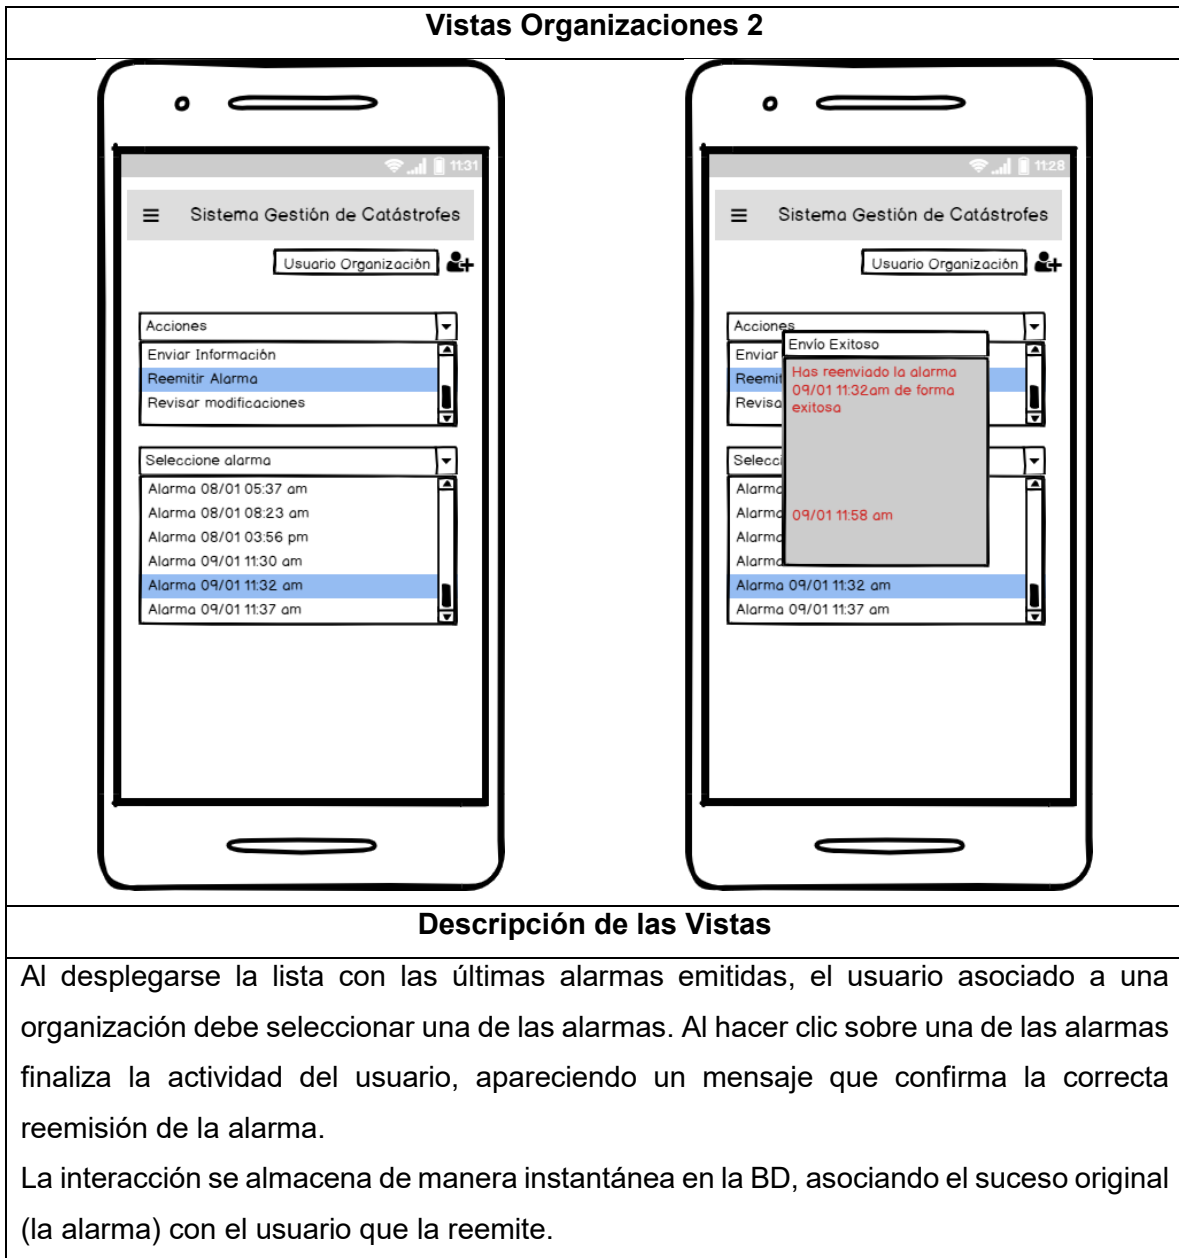 Vistas Organizaciones 2
11:31
Sistema Gestión de Catástrofes
Usuario Organización
Acciones
Enviar Información
Reemitir Alarma
Revisar modificaciones
Seleccione alarma
Alarma 08/01 05:37 am
Alarma 08/01 08:23 am
Alarma 08/01 03:56 pm
Alarma 09/01 11:30 am
Alarma 09/01 11:32 am
Alarma 09/01 11:37 am
11:28
Sistema Gestión de Catástrofes
Usuario Organización
Acciones
Envío Exitoso
Enviar
Has reenviado la alarma
Reemit
09/01 11:32am de forma
Revisa
exitosa
Selecci
Alarma
Alarma
09/01 11:58 am
Alarma
Alarma
Alarma 09/01 11:32 am
Alarma 09/01 11:37 am
Descripción de las Vistas
Al desplegarse la lista con las últimas alarmas emitidas, el usuario asociado a una
organización debe seleccionar una de las alarmas. Al hacer clic sobre una de las alarmas
finaliza la actividad del usuario, apareciendo un mensaje que confirma la correcta
reemisión de la alarma.
La interacción se almacena de manera instantánea en la BD, asociando el suceso original
(la alarma) con el usuario que la reemite.